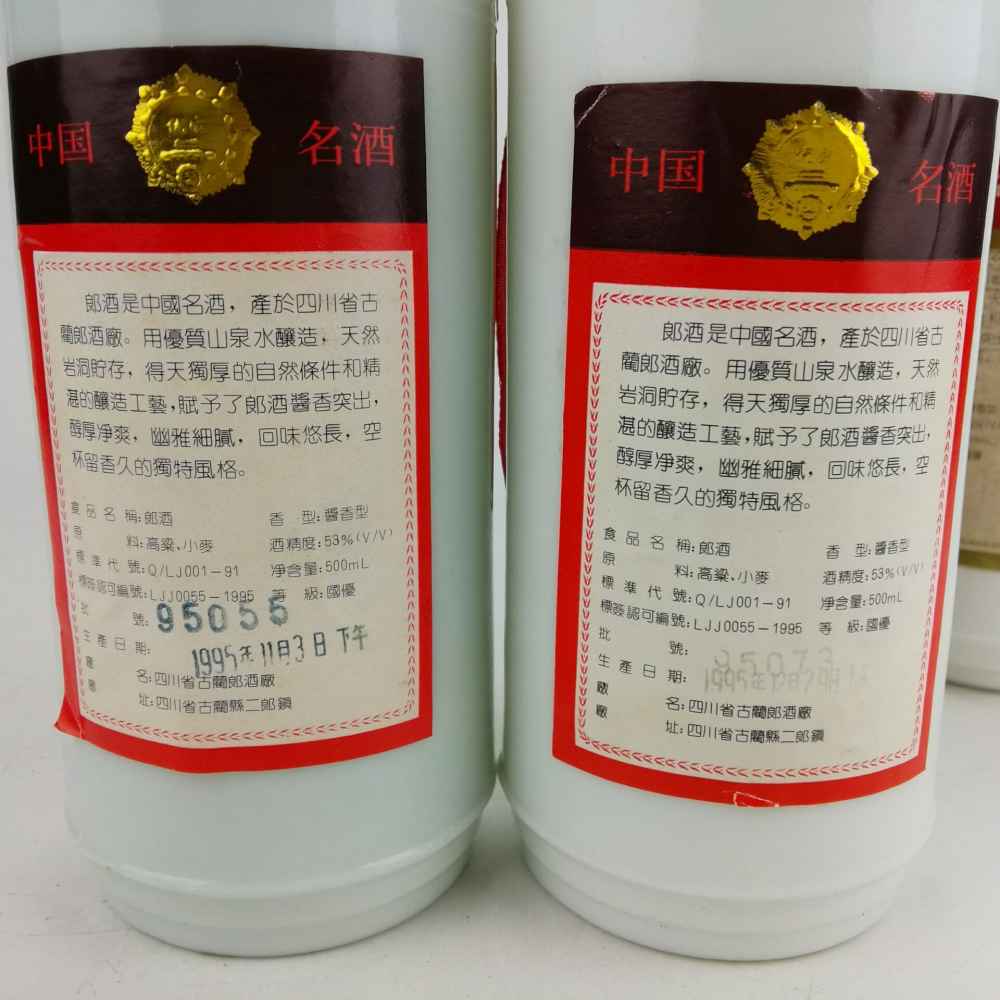 中国 名酒
郎酒是中國名酒，產於四川省古
藺郎酒廠。用優質山泉水釀造，天然
岩洞貯存，得天獨厚的自然條件和精
湛的釀造工藝，賦予了郎酒醬香突出，
醇厚凈爽，幽雅細膩，回味悠長，空
杯留香久的獨特風格。
食品名稱:郎酒 香型:醬香型
原料:高粱、小麥 酒精度:53%(V/V)
標準代號:Q/LJ001-91 净含量:500mL
標簽認可編號:LJJ0055-1995 等級:國優
批號: 95055
生產日期: 1995年11月3日下午
廠名:四川省古藺郎酒廠
廠址:四川省古藺縣二郎鎮
中国 名酒
郎酒是中國名酒，產於四川省古
藺郎酒廠。用優質山泉水釀造，天然
岩洞貯存，得天獨厚的自然條件和精
湛的釀造工藝，賦予了郎酒醬香突出，
醇厚凈爽，幽雅細膩，回味悠長，空
杯留香久的獨特風格。
食品名稱:郎酒 香型:醬香型
原料:高粱、小麥 酒精度:53%(V/V)
標準代號:Q/LJ001-91 净含量:500mL
標簽認可編號:LJJ0055-1995 等級:國優
批號: 95073
生產日期: 1995年12月
廠名:四川省古藺郎酒廠
廠址:四川省古藺縣二郎鎮